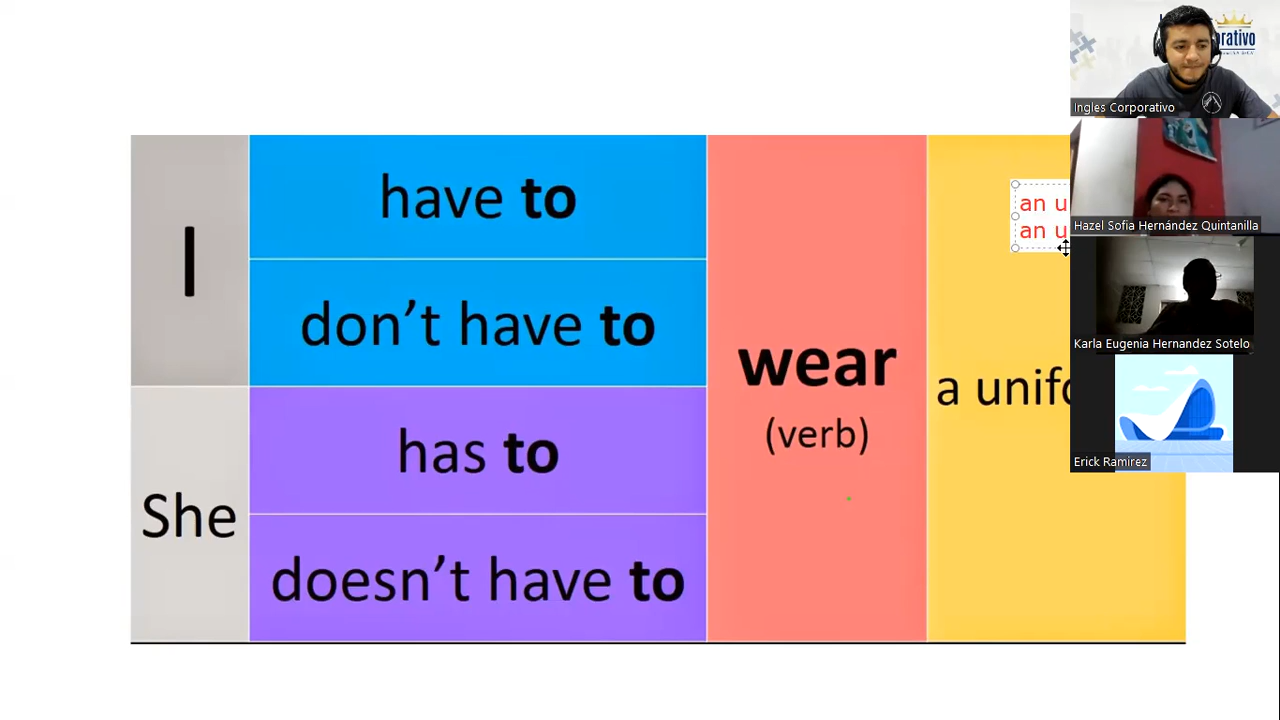 I
have to
don't have to
She
has to
doesn't have to
wear
(verb)
a
an
an
Ingles Corporativo
Hazel Sofia Hernández Quintanilla
Karla Eugenia Hernandez Sotelo
Erick Ramirez